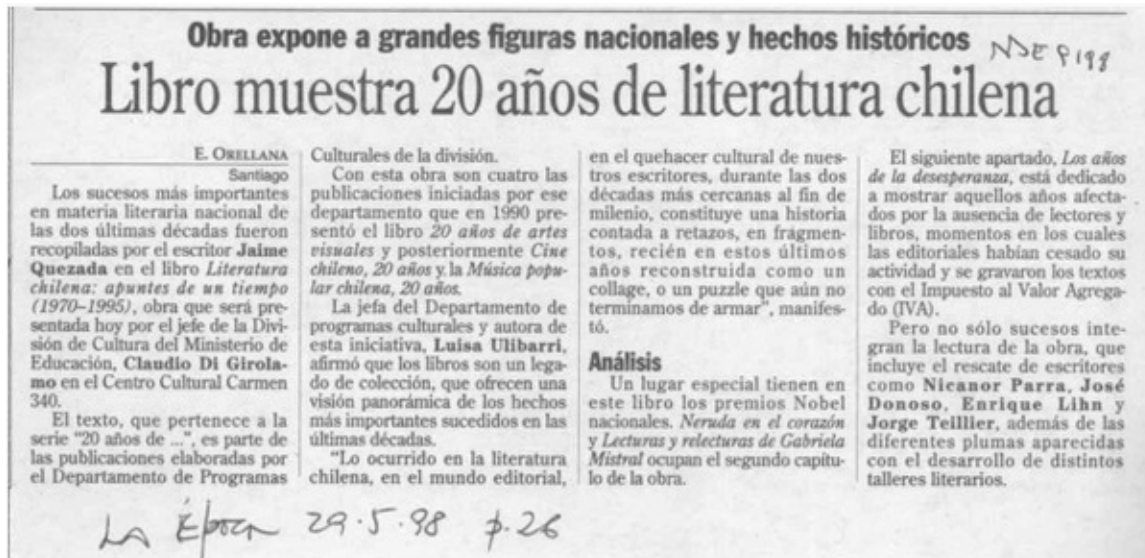 Obra expone a grandes figuras nacionales y hechos históricos
Libro muestra 20 años de literatura chilena
E. ORELLANA
Santiago
Los sucesos más importantes
en materia literaria nacional de
las dos últimas décadas fueron
recopiladas por el escritor Jaime
Quezada en el libro Literatura
chilena: apuntes de un tiempo
(1970-1995), obra que será pre-
sentada hoy por el jefe de la Divi-
sión de Cultura del Ministerio de
Educación, Claudio Di Girola-
mo en el Centro Cultural Carmen
340.
El texto, que pertenece a la
serie "20 años de ...", es parte de
las publicaciones elaboradas por
el Departamento de Programas
Culturales de la división.
Con esta obra son cuatro las
publicaciones iniciadas por ese
departamento que en 1990 pre-
sentó el libro 20 años de artes
visuales y posteriormente Cine
chileno, 20 años y la Música popu-
lar chilena, 20 años.
La jefa del Departamento de
programas culturales y autora de
esta iniciativa, Luisa Ulibarri,
afirmó que los libros son un lega-
do de colección, que ofrecen una
visión panorámica de los hechos
más importantes sucedidos en las
últimas décadas.
"Lo ocurrido en la literatura
chilena, en el mundo editorial,
en el quehacer cultural de nues-
tros escritores, durante las dos
décadas más cercanas al fin de
milenio, constituye una historia
contada a retazos, en fragmen-
tos, recién en estos últimos
años reconstruida como un
collage, o un puzzle que aún no
terminamos de armar", manifes-
tó.
Análisis
Un lugar especial tienen en
este libro los premios Nobel
nacionales. Neruda en el corazón
y Lecturas y relecturas de Gabriela
Mistral ocupan el segundo capítu-
lo de la obra.
El siguiente apartado, Los años
de la desesperanza, está dedicado
a mostrar aquellos años afecta-
dos por la ausencia de lectores y
libros, momentos en los cuales
las editoriales habían cesado su
actividad y se gravaron los textos
con el Impuesto al Valor Agrega-
do (IVA).
Pero no sólo sucesos inte-
gran la lectura de la obra, que
incluye el rescate de escritores
como Nicanor Parra, José
Donoso, Enrique Lihn y
Jorge Teillier, además de las
diferentes plumas aparecidas
con el desarrollo de distintos
talleres literarios.
LA Época 29.5.98 p.26